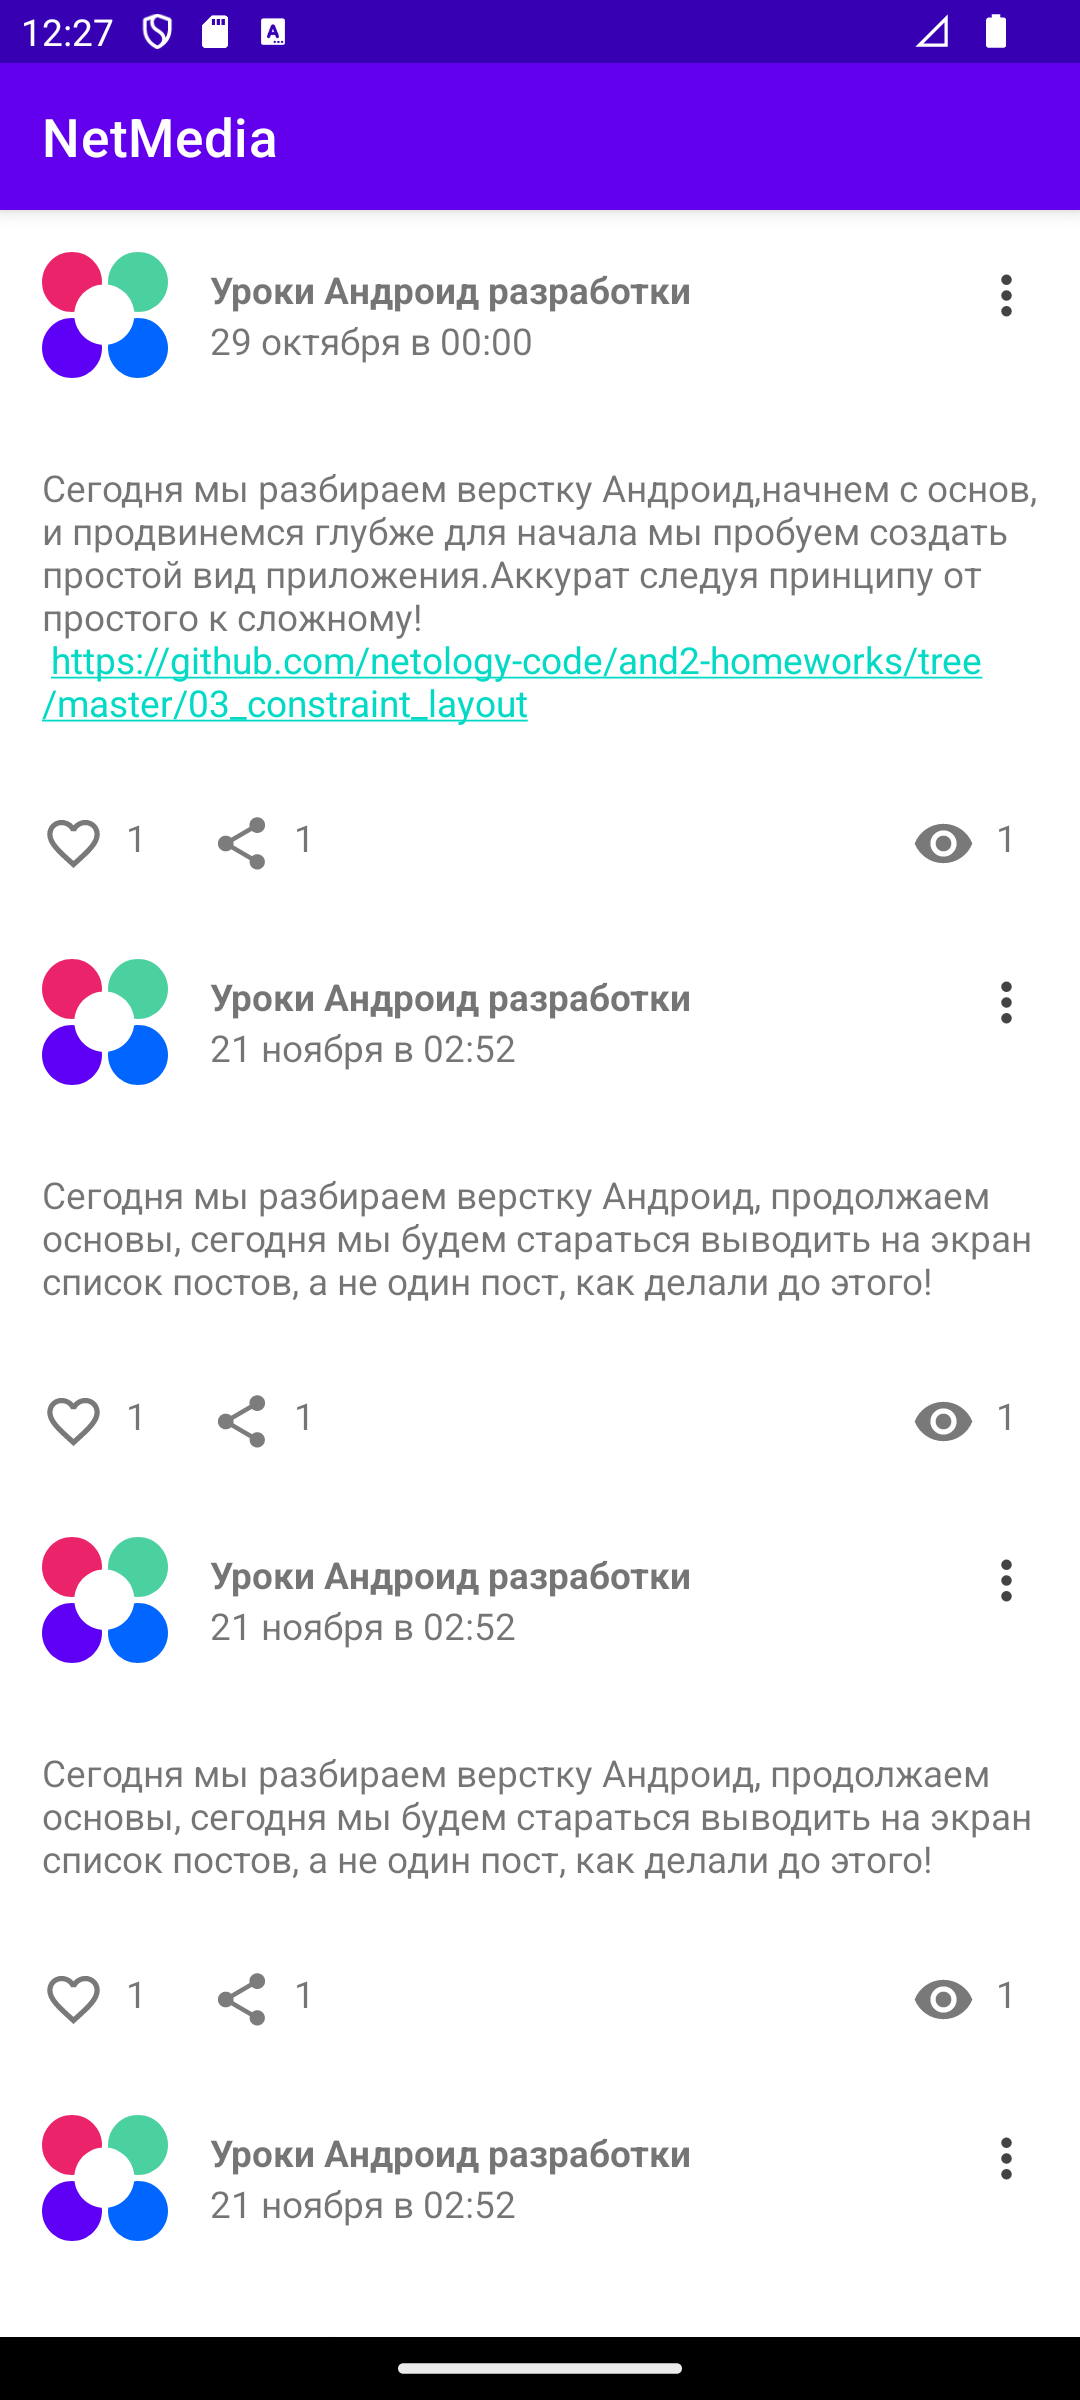 12:27
NetMedia
Уроки Андроид разработки
29 октября в 00:00
Сегодня мы разбираем верстку Андроид,начнем с основ,
и продвинемся глубже для начала мы пробуем создать
простой вид приложения.Аккурат следуя принципу от
простого к сложному!
https://github.com/netology-code/and2-homeworks/tree
/master/03_constraint_layout
1 1 1
Уроки Андроид разработки
21 ноября в 02:52
Сегодня мы разбираем верстку Андроид, продолжаем
основы, сегодня мы будем стараться выводить на экран
список постов, а не один пост, как делали до этого!
1 1 1
Уроки Андроид разработки
21 ноября в 02:52
Сегодня мы разбираем верстку Андроид, продолжаем
основы, сегодня мы будем стараться выводить на экран
список постов, а не один пост, как делали до этого!
1 1 1
Уроки Андроид разработки
21 ноября в 02:52